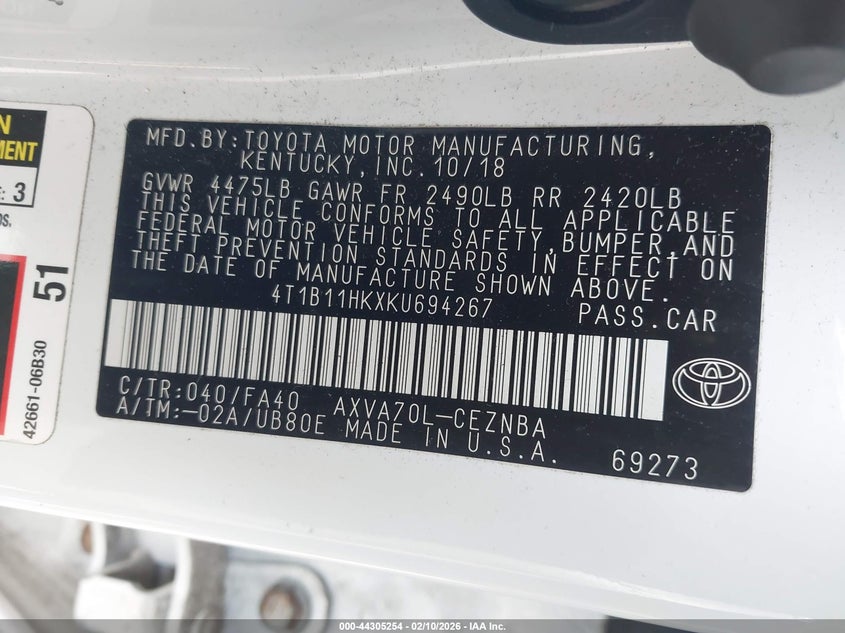 N
MENT
: 3
os.
51
42661-06B30
MFD.BY:TOYOTA MOTOR MANUFACTURING,
KENTUCKY,INC.10/18
GVWR 4475LB GAWR FR 2490LB RR 2420LB
THIS VEHICLE CONFORMS TO ALL APPLICABLE
FEDERAL MOTOR VEHICLE SAFETY,BUMPER,AND
THEFT PREVENTION STANDARDS IN EFFECT ON
THE DATE OF MANUFACTURE SHOWN ABOVE.
4T1B11HKXKU694267 PASS.CAR
C/TR:040/FA40 AXVA70L-CEZNBA
A/TM:-02A/UB80E MADE IN U.S.A.
69273
000-44305254 - 02/10/2026 - IAA Inc.